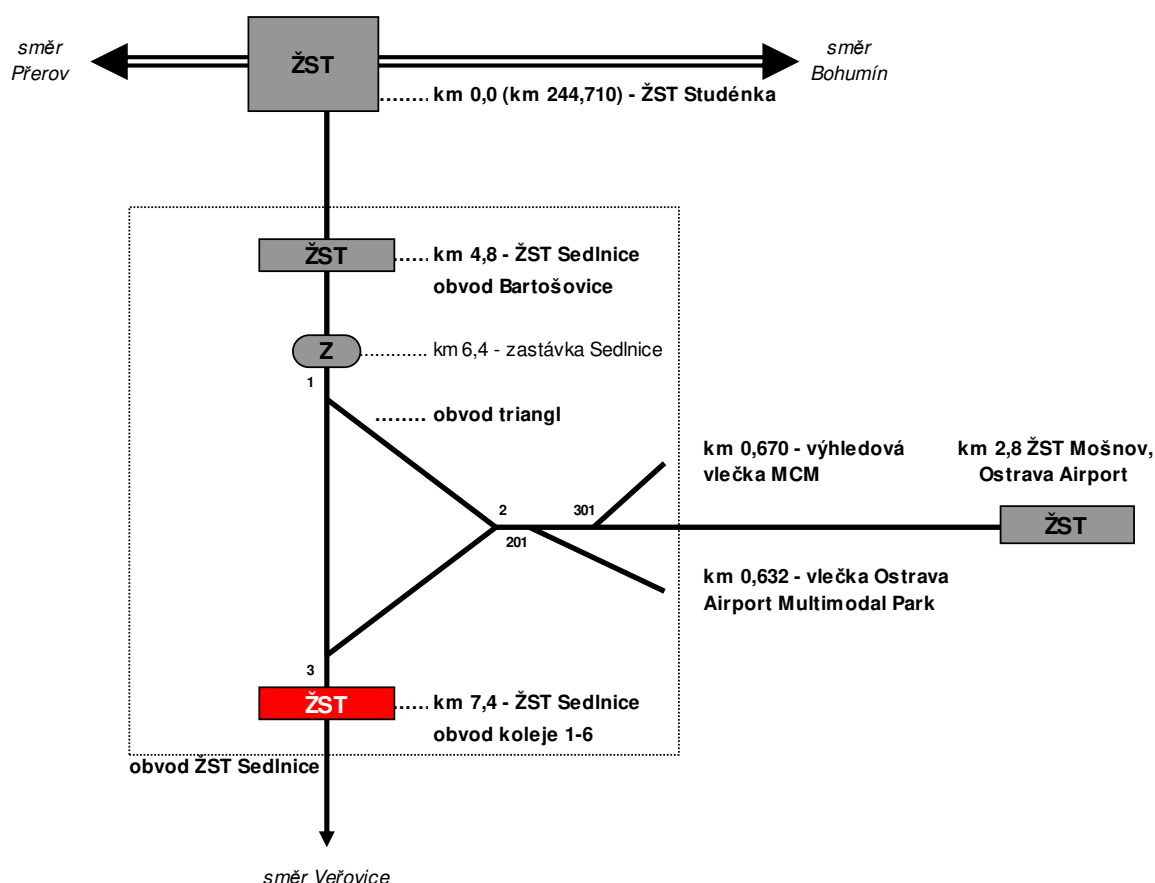 směr
Přerov
ŽST
směr
Bohumín
........ km 0,0 (km 244,710) - ŽST Studénka
ŽST
...... km 4,8 - ŽST Sedlnice
obvod Bartošovice
Z
............. km 6,4 - zastávka Sedlnice
1
........ obvod triangl
km 0,670 - výhledová
vlečka MCM
km 2,8 ŽST Mošnov,
Ostrava Airport
2
301
201
ŽST
km 0,632 - vlečka Ostrava
Airport Multimodal Park
3
ŽST
...... km 7,4 - ŽST Sedlnice
obvod koleje 1-6
obvod ŽST Sedlnice
směr Veřovice